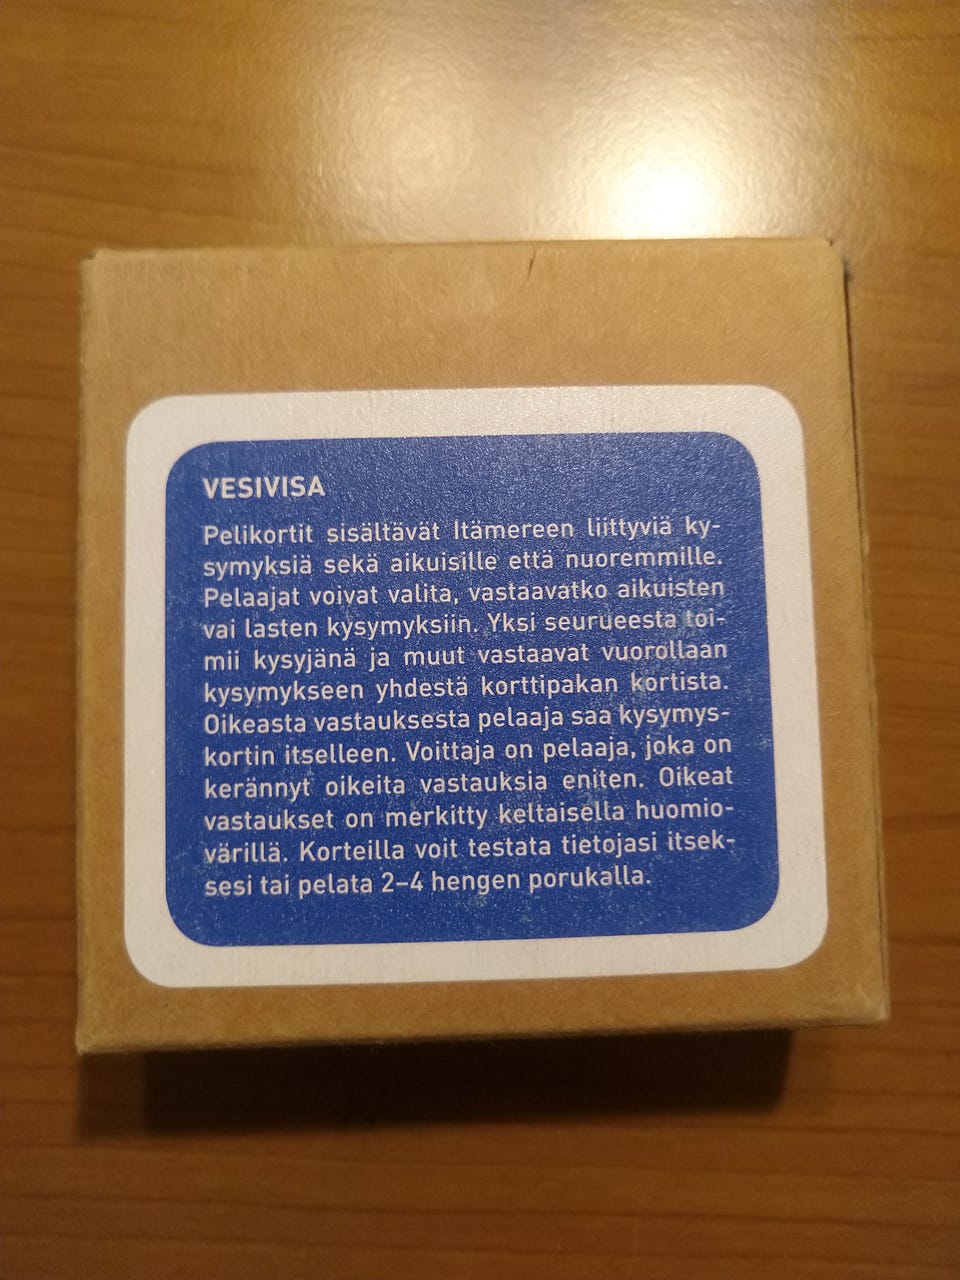 VESIVISA
Pelikortit sisältävät Itämereen liittyviä ky-
symyksiä sekä aikuisille että nuoremmille.
Pelaajat voivat valita, vastaavatko aikuisten
vai lasten kysymyksiin. Yksi seurueesta toi-
mii kysyjänä ja muut vastaavat vuorollaan
kysymykseen yhdestä korttipakan kortista.
Oikeasta vastauksesta pelaaja saa kysymys-
kortin itselleen. Voittaja on pelaaja, joka on
kerännyt oikeita vastauksia eniten. Oikeat
vastaukset on merkitty keltaisella huomio-
värillä. Korteilla voit testata tietojasi itsek-
sesi tai pelata 2–4 hengen porukalla.